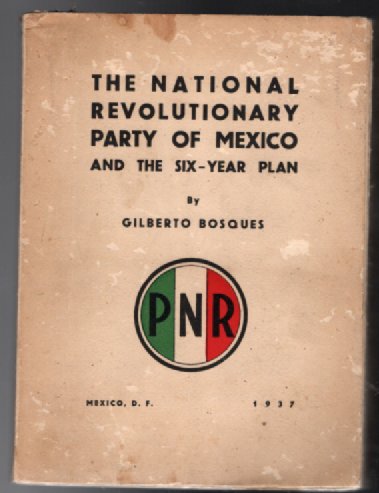 THE NATIONAL
REVOLUTIONARY
PARTY OF MEXICO
AND THE SIX-YEAR PLAN
By
GILBERTO BOSQUES
PNR
MEXICO, D. F. 1937